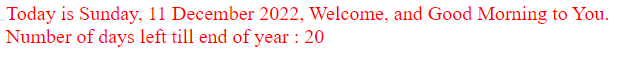 Today is Sunday, 11 December 2022, Welcome, and Good Morning to You.
Number of days left till end of year : 20